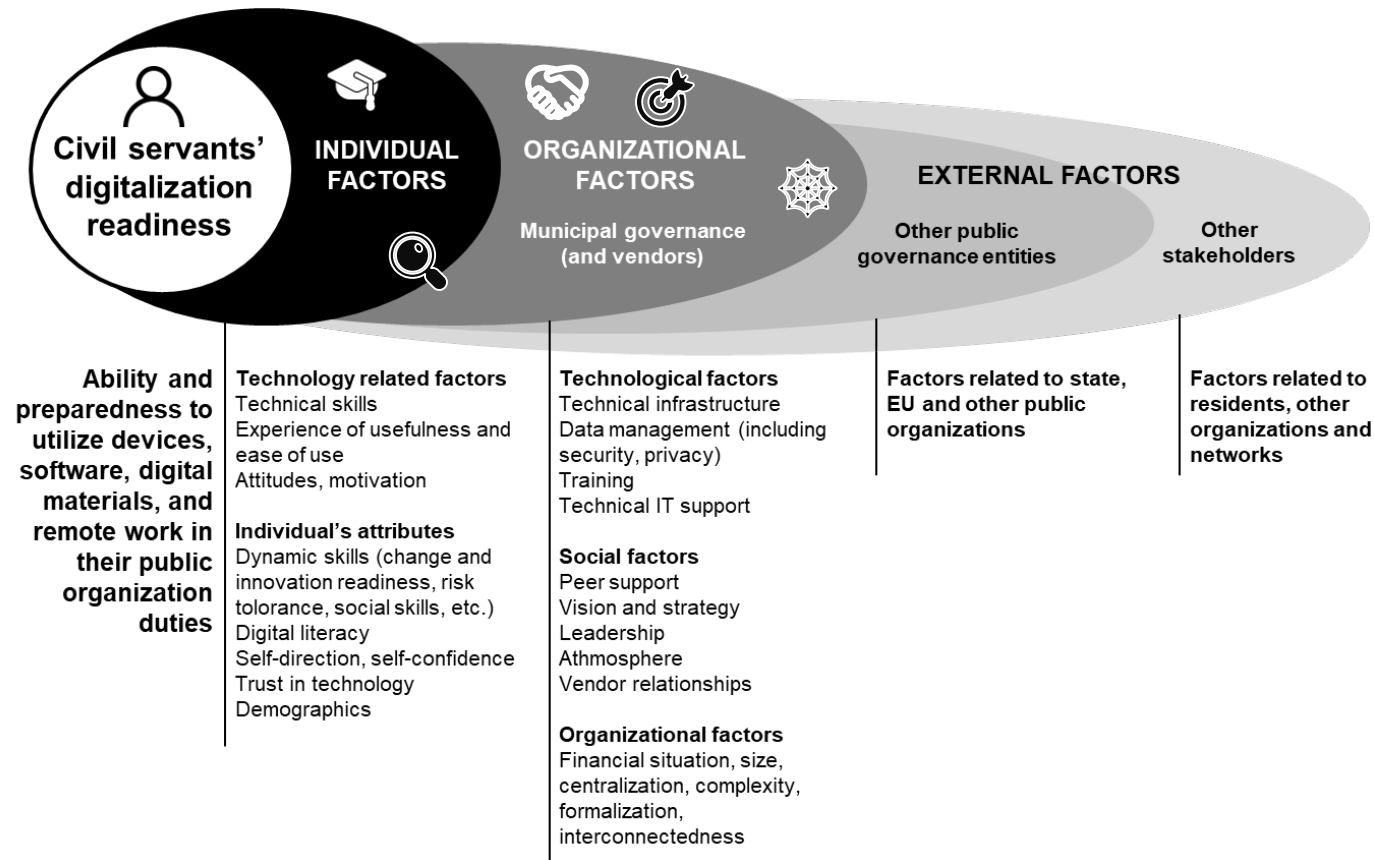 Civil servants’
digitalization
readiness
INDIVIDUAL
FACTORS
ORGANIZATIONAL
FACTORS
Municipal governance
(and vendors)
EXTERNAL FACTORS
Other public
governance entities
Other
stakeholders
Ability and
preparedness to
utilize devices,
software, digital
materials, and
remote work in
their public
organization
duties
Technology related factors
Technical skills
Experience of usefulness and
ease of use
Attitudes, motivation
Individual’s attributes
Dynamic skills (change and
innovation readiness, risk
tolorance, social skills, etc.)
Digital literacy
Self-direction, self-confidence
Trust in technology
Demographics
Technological factors
Technical infrastructure
Data management (including
security, privacy)
Training
Technical IT support
Social factors
Peer support
Vision and strategy
Leadership
Athmosphere
Vendor relationships
Organizational factors
Financial situation, size,
centralization, complexity,
formalization,
interconnectedness
Factors related to state,
EU and other public
organizations
Factors related to
residents, other
organizations and
networks